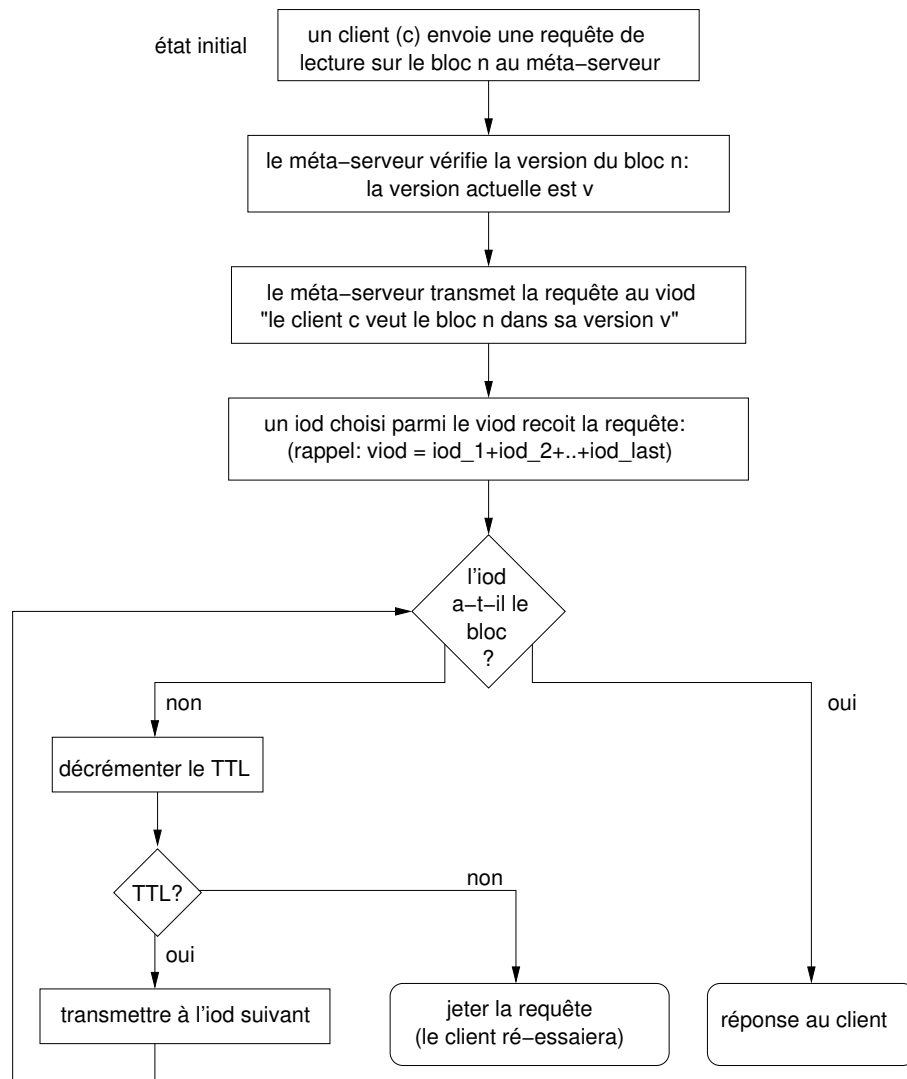 état initial
un client (c) envoie une requête de
lecture sur le bloc n au méta−serveur
le méta−serveur vérifie la version du bloc n:
la version actuelle est v
le méta−serveur transmet la requête au viod
"le client c veut le bloc n dans sa version v"
un iod choisi parmi le viod recoit la requête:
(rappel: viod = iod_1+iod_2+..+iod_last)
l'iod
a−t−il le
bloc
?
non
oui
décrémenter le TTL
TTL?
non
oui
transmettre à l'iod suivant
jeter la requête
(le client ré−essaiera)
réponse au client